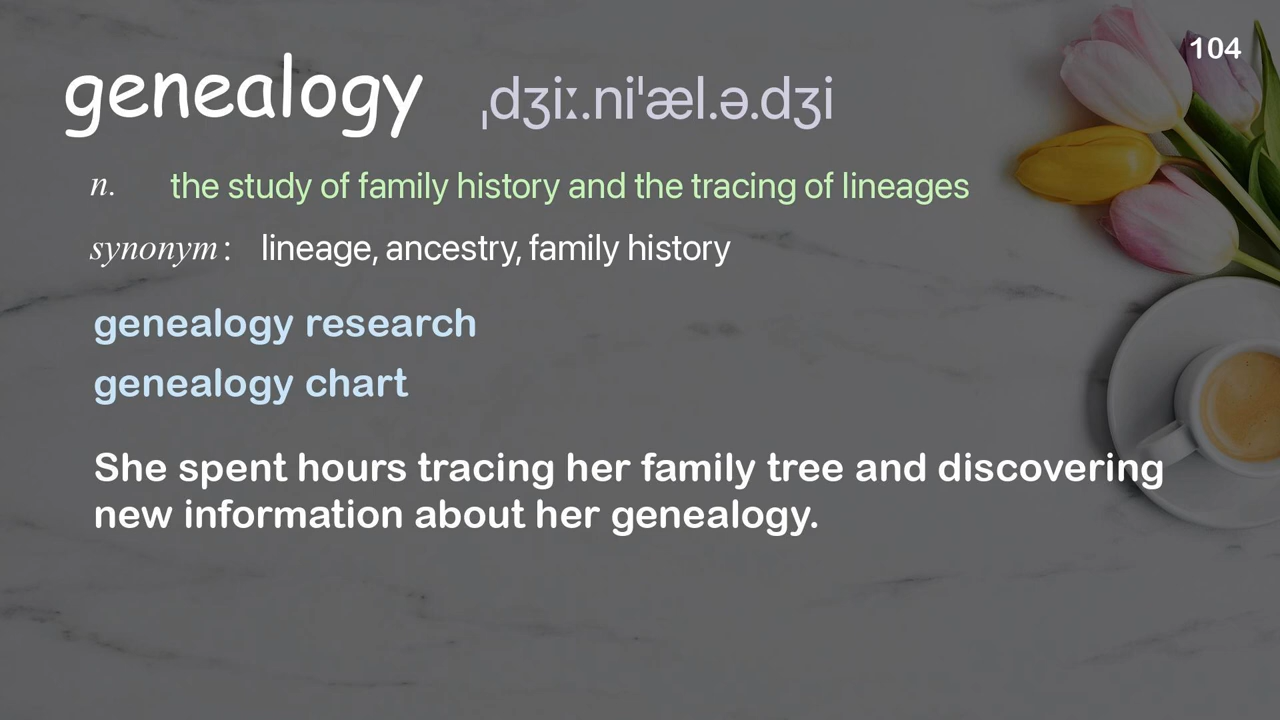 104
genealogy ˌdʒiː.niˈæl.ə.dʒi
n. the study of family history and the tracing of lineages
synonym: lineage, ancestry, family history
genealogy research
genealogy chart
She spent hours tracing her family tree and discovering
new information about her genealogy.